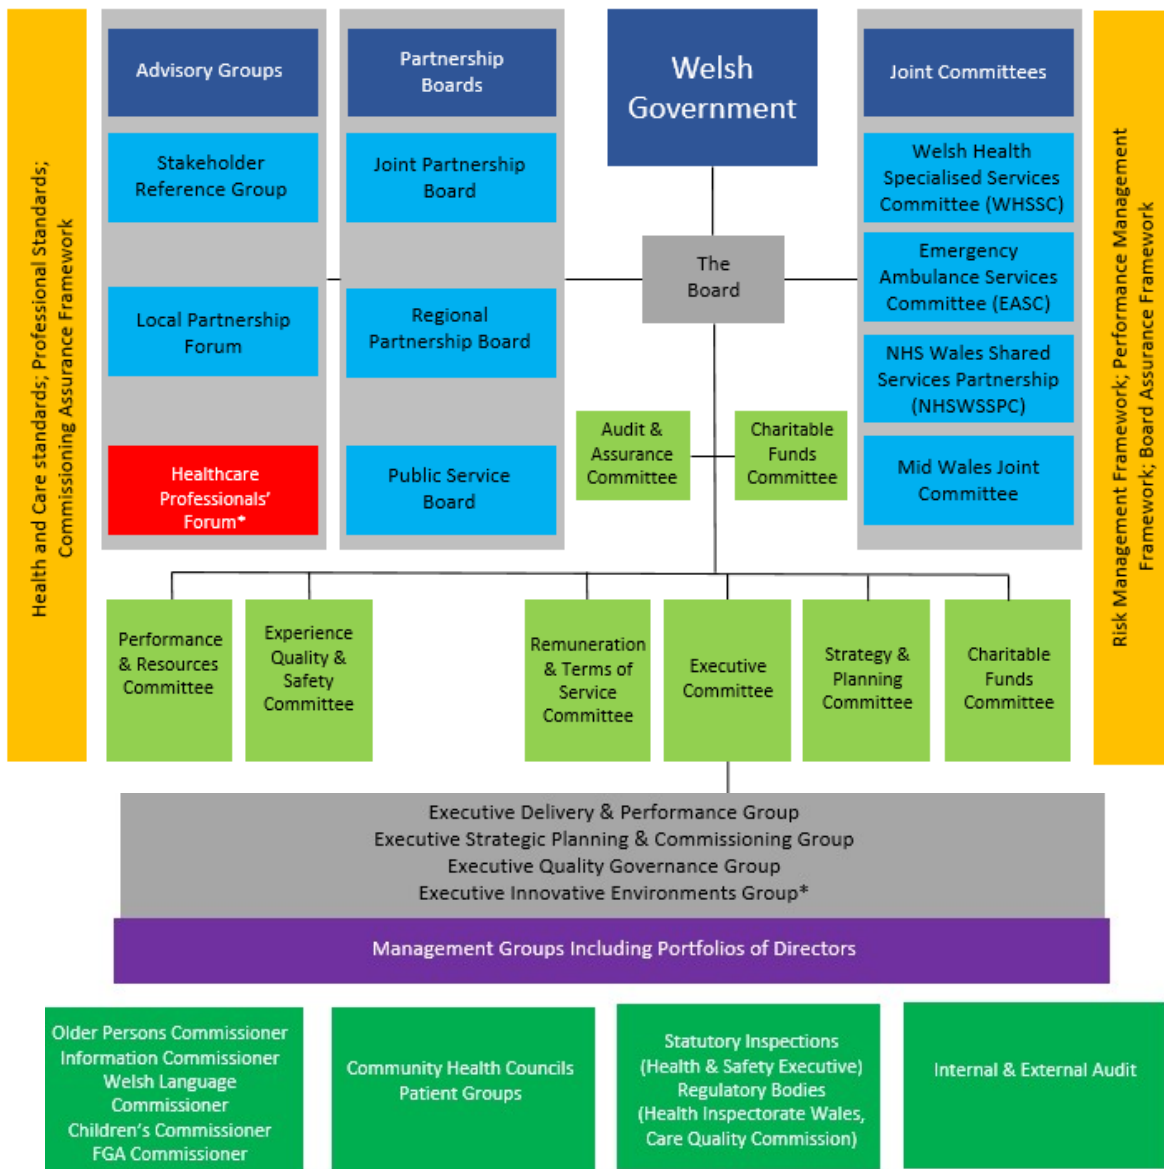 Health and Care standards; Professional Standards;
Commissioning Assurance Framework
Advisory Groups
Stakeholder
Reference Group
Local Partnership
Forum
Healthcare
Professionals’
Forum*
Partnership
Boards
Joint Partnership
Board
Regional
Partnership Board
Public Service
Board
Welsh
Government
The
Board
Audit &
Assurance
Committee
Charitable
Funds
Committee
Joint Committees
Welsh Health
Specialised Services
Committee (WHSSC)
Emergency
Ambulance Services
Committee (EASC)
NHS Wales Shared
Services Partnership
(NHSWSSPC)
Mid Wales Joint
Committee
Risk Management Framework; Performance Management
Framework; Board Assurance Framework
Performance
& Resources
Committee
Experience
Quality &
Safety
Committee
Remuneration
& Terms of
Service
Committee
Executive
Committee
Strategy &
Planning
Committee
Charitable
Funds
Committee
Executive Delivery & Performance Group
Executive Strategic Planning & Commissioning Group
Executive Quality Governance Group
Executive Innovative Environments Group*
Management Groups Including Portfolios of Directors
Older Persons Commissioner
Information Commissioner
Welsh Language
Commissioner
Children’s Commissioner
FGA Commissioner
Community Health Councils
Patient Groups
Statutory Inspections
(Health & Safety Executive)
Regulatory Bodies
(Health Inspectorate Wales,
Care Quality Commission)
Internal & External Audit